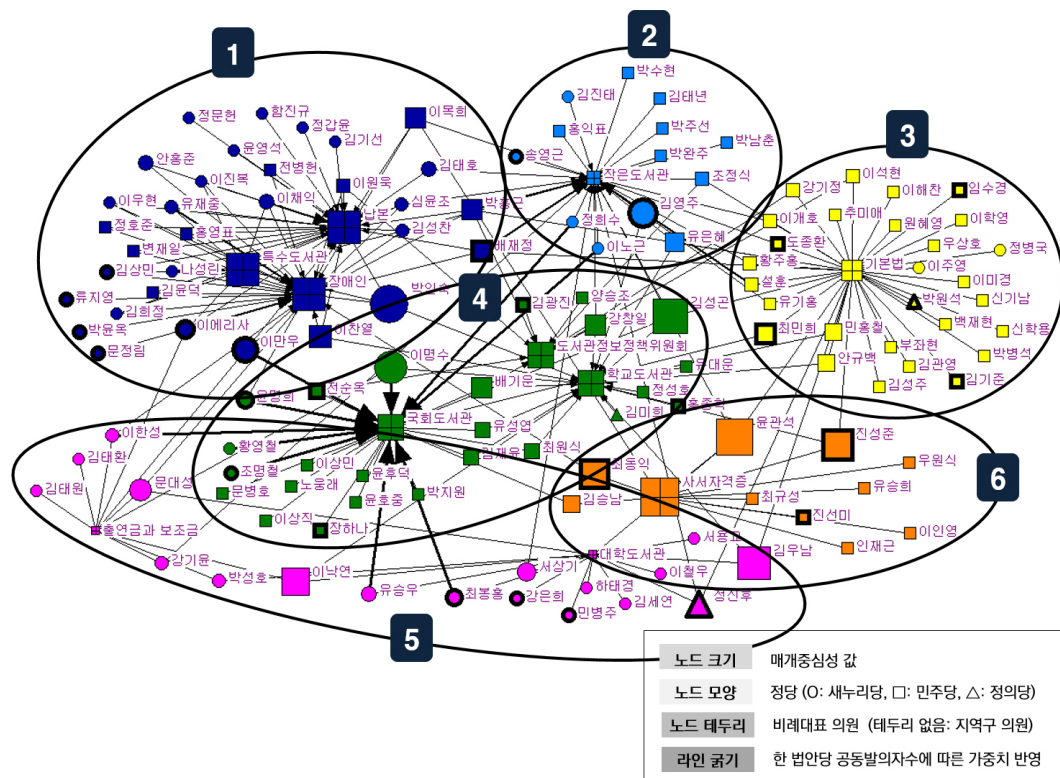 1
정문헌
함진규
정갑윤
이목희
김기선
안홍준
윤영석
전병헌
이진복
이원욱
김태호
이우현
유재중
이채익
심윤조
박홍근
정호준
홍영표
납본
김성찬
변재일
배재정
김상민
나성린
특수도서관
김윤덕
장애인
박인숙
류지영
김희정
박윤옥
이에리사
이만우
이찬열
문정림
2
박수현
김진태
김태년
홍익표
박주선
박남춘
송영근
박완주
작은도서관
조정식
정희수
김영주
이노근
유은혜
3
이석현
강기정
이해찬
임수경
이개호
추미애
원혜영
이학영
도종환
우상호
정병국
황주홍
기본법
이주영
설훈
이미경
유기홍
박원석
신기남
최민희
민홍철
백재현
신학용
안규백
부좌현
박병석
김관영
김성주
김기준
4
김광진
양승조
김성곤
강창일
도서관정보정책위원회
이명수
학교도서관
유대운
배기운
정성호
문명희
전순옥
김미희
홍종학
국회도서관
유성엽
황영철
김재윤
최원식
조명철
이상민
윤후덕
문병호
노웅래
윤호중
박지원
이상직
장하나
5
이한성
김태환
김태원
문대성
출연금과 보조금
강기윤
박성호
이낙연
유승우
최봉홍
서상기
강은희
대학도서관
서용교
하태경
이철우
민병주
김세연
정진후
김우남
6
윤관석
진성준
최동익
우원식
사서자격증
김승남
최규성
유승희
진선미
인재근
이인영
노드 크기 매개중심성 값
노드 모양 정당 (O: 새누리당, □: 민주당, △: 정의당)
노드 테두리 비례대표 의원 (테두리 없음: 지역구 의원)
라인 굵기 한 법안당 공동발의자수에 따른 가중치 반영